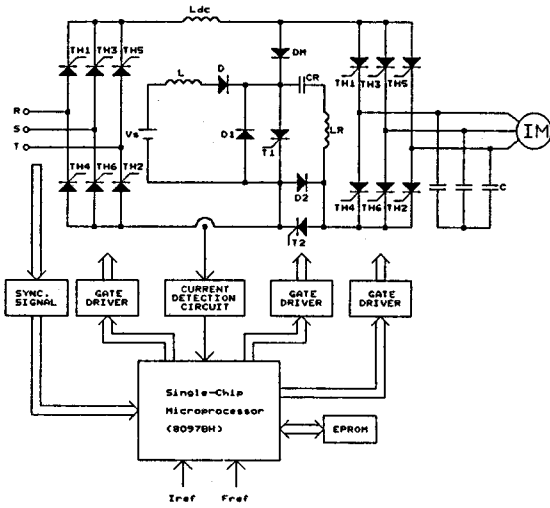 Ldc
TH1 TH3 TH5
DM
L
D
CR
TH1 TH3 TH5
R
S
T
Vs
D1
T1
LR
IM
TH4 TH6 TH2
D2
TH4 TH6 TH2
C
T2
SYNC. SIGNAL
GATE DRIVER
CURRENT DETECTION CIRCUIT
GATE DRIVER
GATE DRIVER
Single-Chip
Microprocessor
(8097BH)
EPROM
Iref
Fref